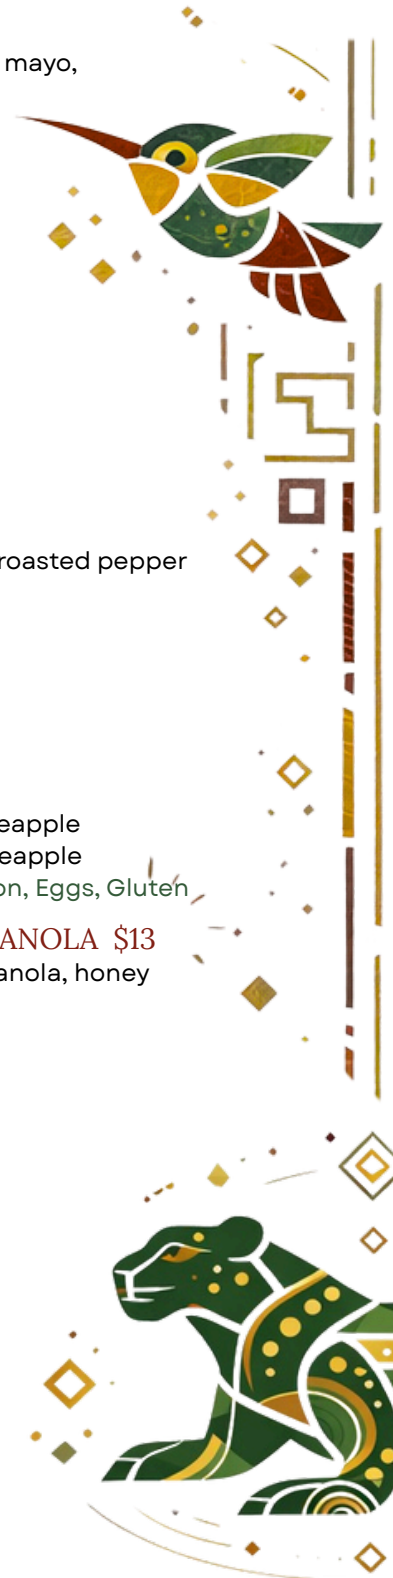 mayo,
roasted pepper
eapple
eapple
on, Eggs, Gluten
ANOLA $13
anola, honey